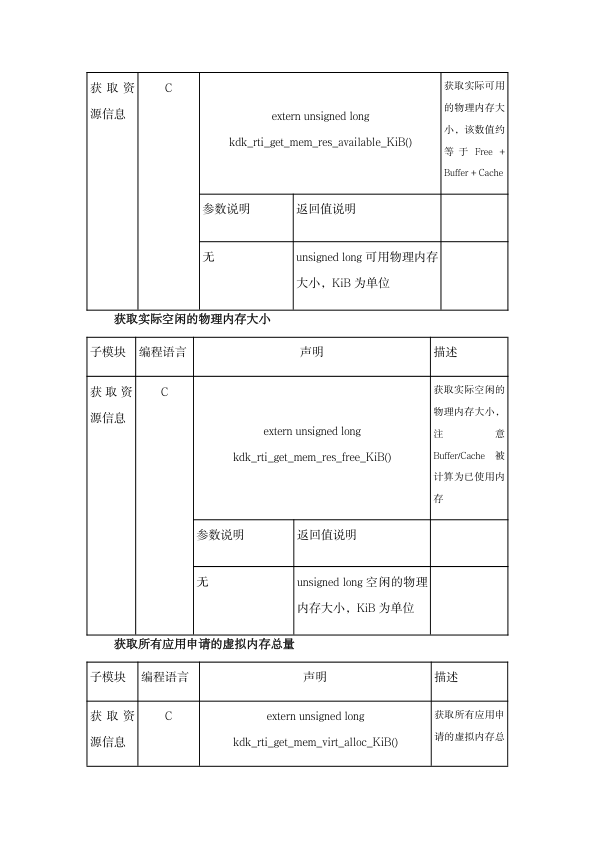 获取资
源信息
C
extern unsigned long
kdk_rti_get_mem_res_available_KiB()
获取实际可用
的物理内存大
小，该数值约
等于 Free +
Buffer + Cache
参数说明
返回值说明
无
unsigned long 可用物理内存
大小，KiB 为单位
获取实际空闲的物理内存大小
子模块
编程语言
声明
描述
获取资
源信息
C
extern unsigned long
kdk_rti_get_mem_res_free_KiB()
获取实际空闲的
物理内存大小，
注意
Buffer/Cache 被
计算为已使用内
存
参数说明
返回值说明
无
unsigned long 空闲的物理
内存大小，KiB 为单位
获取所有应用申请的虚拟内存总量
子模块
编程语言
声明
描述
获取资
源信息
C
extern unsigned long
kdk_rti_get_mem_virt_alloc_KiB()
获取所有应用申
请的虚拟内存总